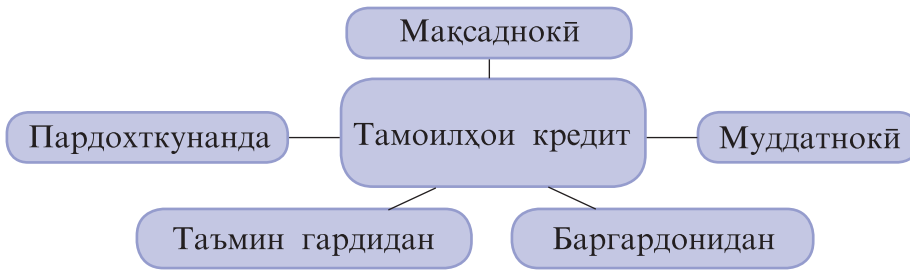 Мақсаднокӣ
Пардохткунанда
Тамоилҳои кредит
Муддатнокӣ
Таъмин гардидан
Баргардонидан